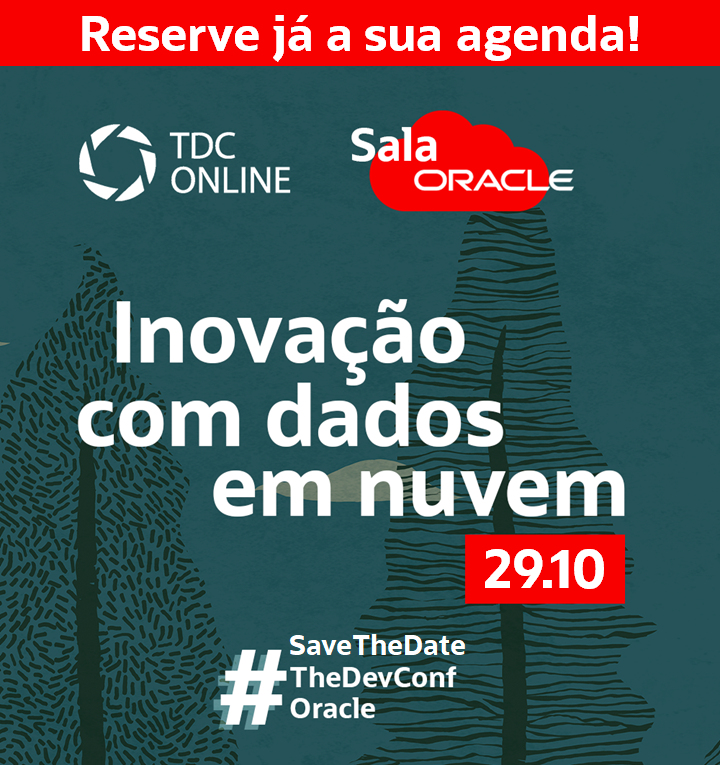 Reserve já a sua agenda!
TDC
ONLINE
Sala
ORACLE
Inovação
com dados
em nuvem
29.10
#
SaveTheDate
TheDevConf
Oracle